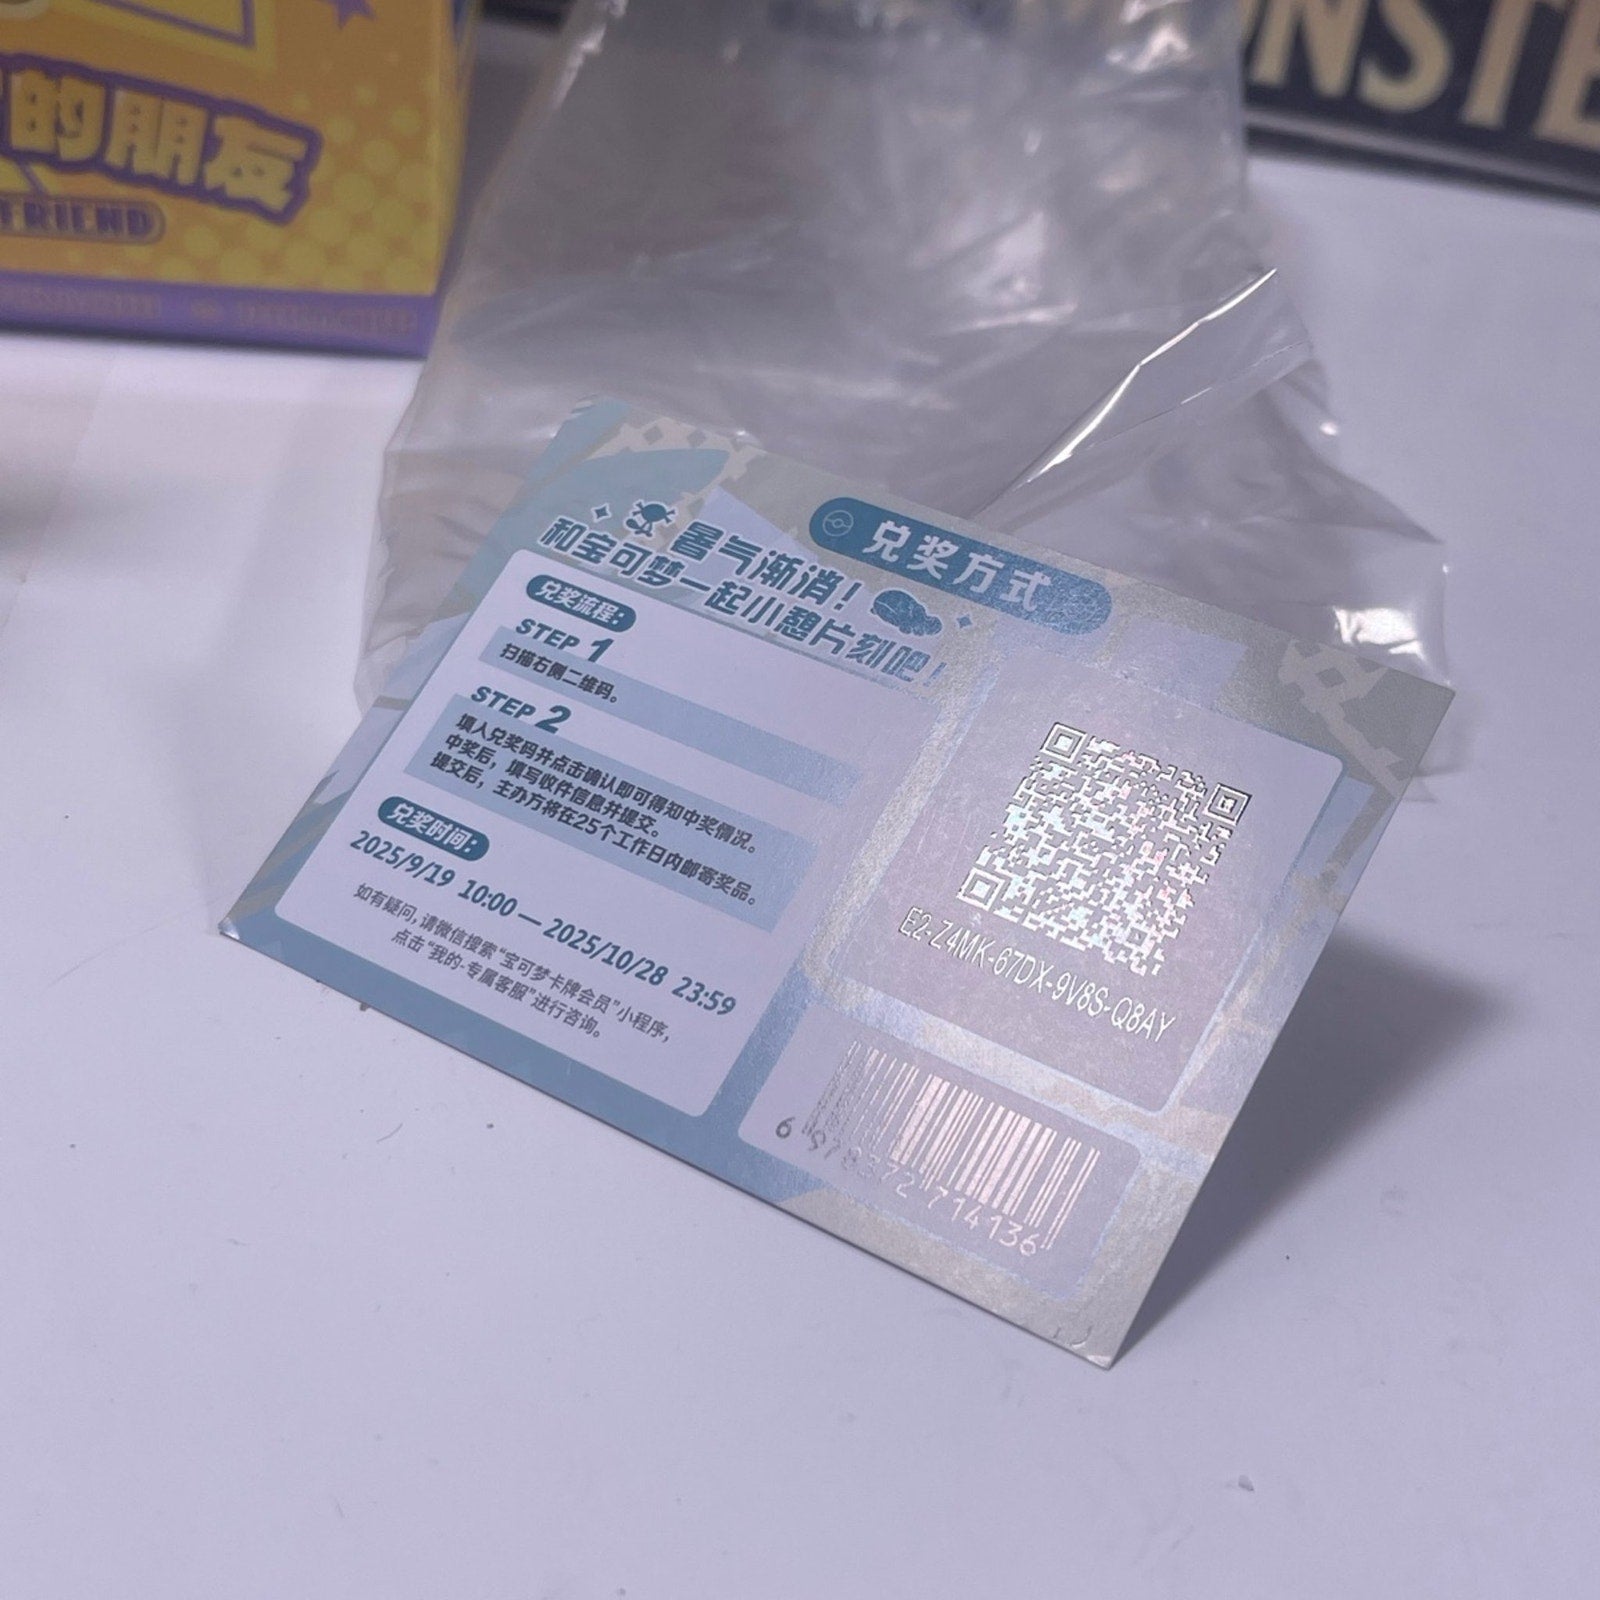 的朋友
FRIEND
ONSTE
兑奖方式
暑气渐消！
和宝可梦一起小憩片刻吧！
兑奖流程：
STEP 1
扫描右侧二维码。
STEP 2
填入兑奖码并点击确认即可得知中奖情况。
中奖后，填写收件信息并提交。
提交后，主办方将在25个工作日内邮寄奖品。
兑奖时间：
2025/9/19 10:00 — 2025/10/28 23:59
如有疑问，请微信搜索“宝可梦卡牌会员”小程序，
点击“我的-专属客服”进行咨询。
E2-Z4MK-67DX-9V8S-Q8AY
6 978372 714136